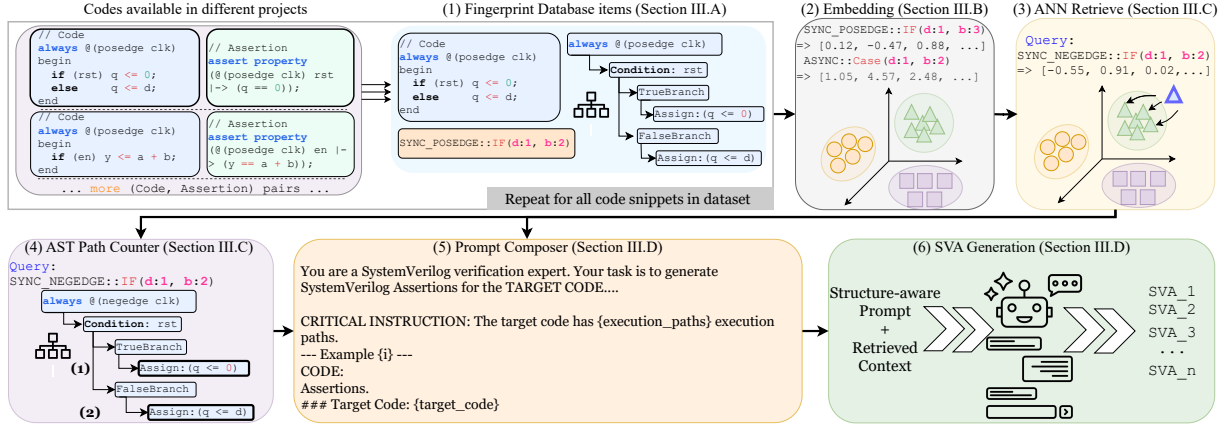 Codes available in different projects
// Code
always @(posedge clk)
begin
if (rst) q <= 0;
else q <= d;
end
// Assertion
assert property
(@(posedge clk) rst
|-> (q == 0));
// Code
always @(posedge clk)
begin
if (en) y <= a + b;
end
// Assertion
assert property
(@(posedge clk) en |-
> (y == a + b));
... more (Code, Assertion) pairs ...
(1) Fingerprint Database items (Section III.A)
// Code
always @(posedge clk)
begin
if (rst) q <= 0;
else q <= d;
end
SYNC_POSEDGE::IF(d:1, b:2)
always @(posedge clk)
Condition: rst
TrueBranch
Assign:(q <= 0)
FalseBranch
Assign:(q <= d)
Repeat for all code snippets in dataset
(2) Embedding (Section III.B)
SYNC_POSEDGE::IF(d:1, b:3)
=> [0.12, -0.47, 0.88, ...]
ASYNC::Case(d:1, b:2)
=> [1.05, 4.57, 2.48, ...]
(3) ANN Retrieve (Section III.C)
Query:
SYNC_NEGEDGE::IF(d:1, b:2)
=> [-0.55, 0.91, 0.02,...]
(4) AST Path Counter (Section III.C)
Query:
SYNC_NEGEDGE::IF(d:1, b:2)
always @(negedge clk)
Condition: rst
TrueBranch
(1)
Assign:(q <= 0)
FalseBranch
(2)
Assign:(q <= d)
(5) Prompt Composer (Section III.D)
You are a SystemVerilog verification expert. Your task is to generate
SystemVerilog Assertions for the TARGET CODE....
CRITICAL INSTRUCTION: The target code has {execution_paths} execution
paths.
--- Example {i} ---
CODE:
Assertions.
### Target Code: {target_code}
(6) SVA Generation (Section III.D)
Structure-aware
Prompt
+
Retrieved
Context
SVA_1
SVA_2
SVA_3
...
SVA_n